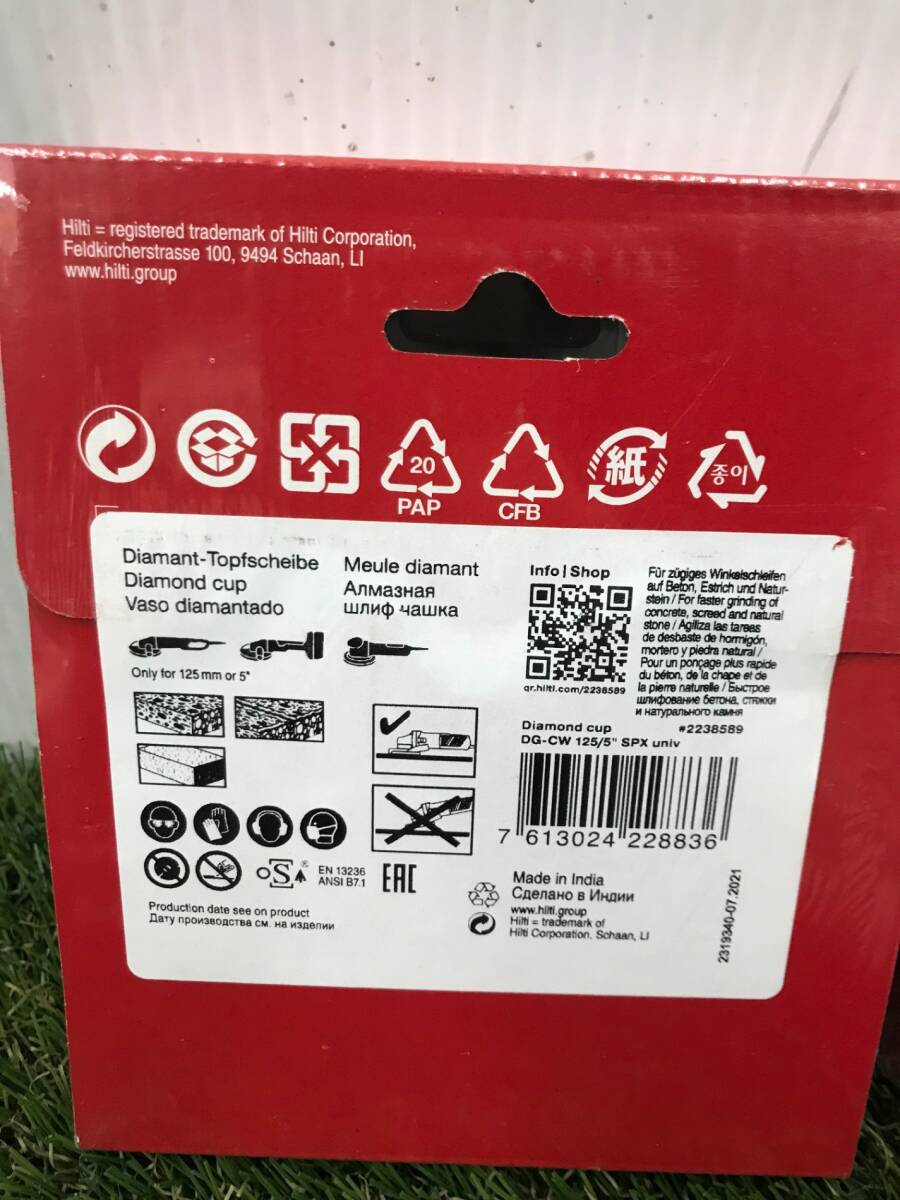 Hilti = registered trademark of Hilti Corporation,
Feldkircherstrasse 100, 9494 Schaan, LI
www.hilti.group
20
PAP
CFB
紙
종이
Diamant-Topfscheibe
Diamond cup
Vaso diamantado
Meule diamant
Алмазная
шлиф чашка
Only for 125 mm or 5"
Info | Shop
qr.hilti.com/2238589
Für zügiges Winkelschleifen
auf Beton, Estrich und Natur-
stein / For faster grinding of
concrete, screed and natural
stone / Agiliza las tareas
de desbaste de hormigón,
mortero y piedra natural /
Pour un ponçage plus rapide
du béton, de la chape et de
la pierre naturelle / Быстрое
шлифование бетона, стяжки
и натурального камня
Diamond cup #2238589
DG-CW 125/5" SPX univ
7 613024 228836
oSA®
EN 13236
ANSI B7.1
EAC
Production date see on product
Дату производства см. на изделии
Made in India
Сделано в Индии
www.hilti.group
Hilti = trademark of
Hilti Corporation, Schaan, LI
2319340-07.2021